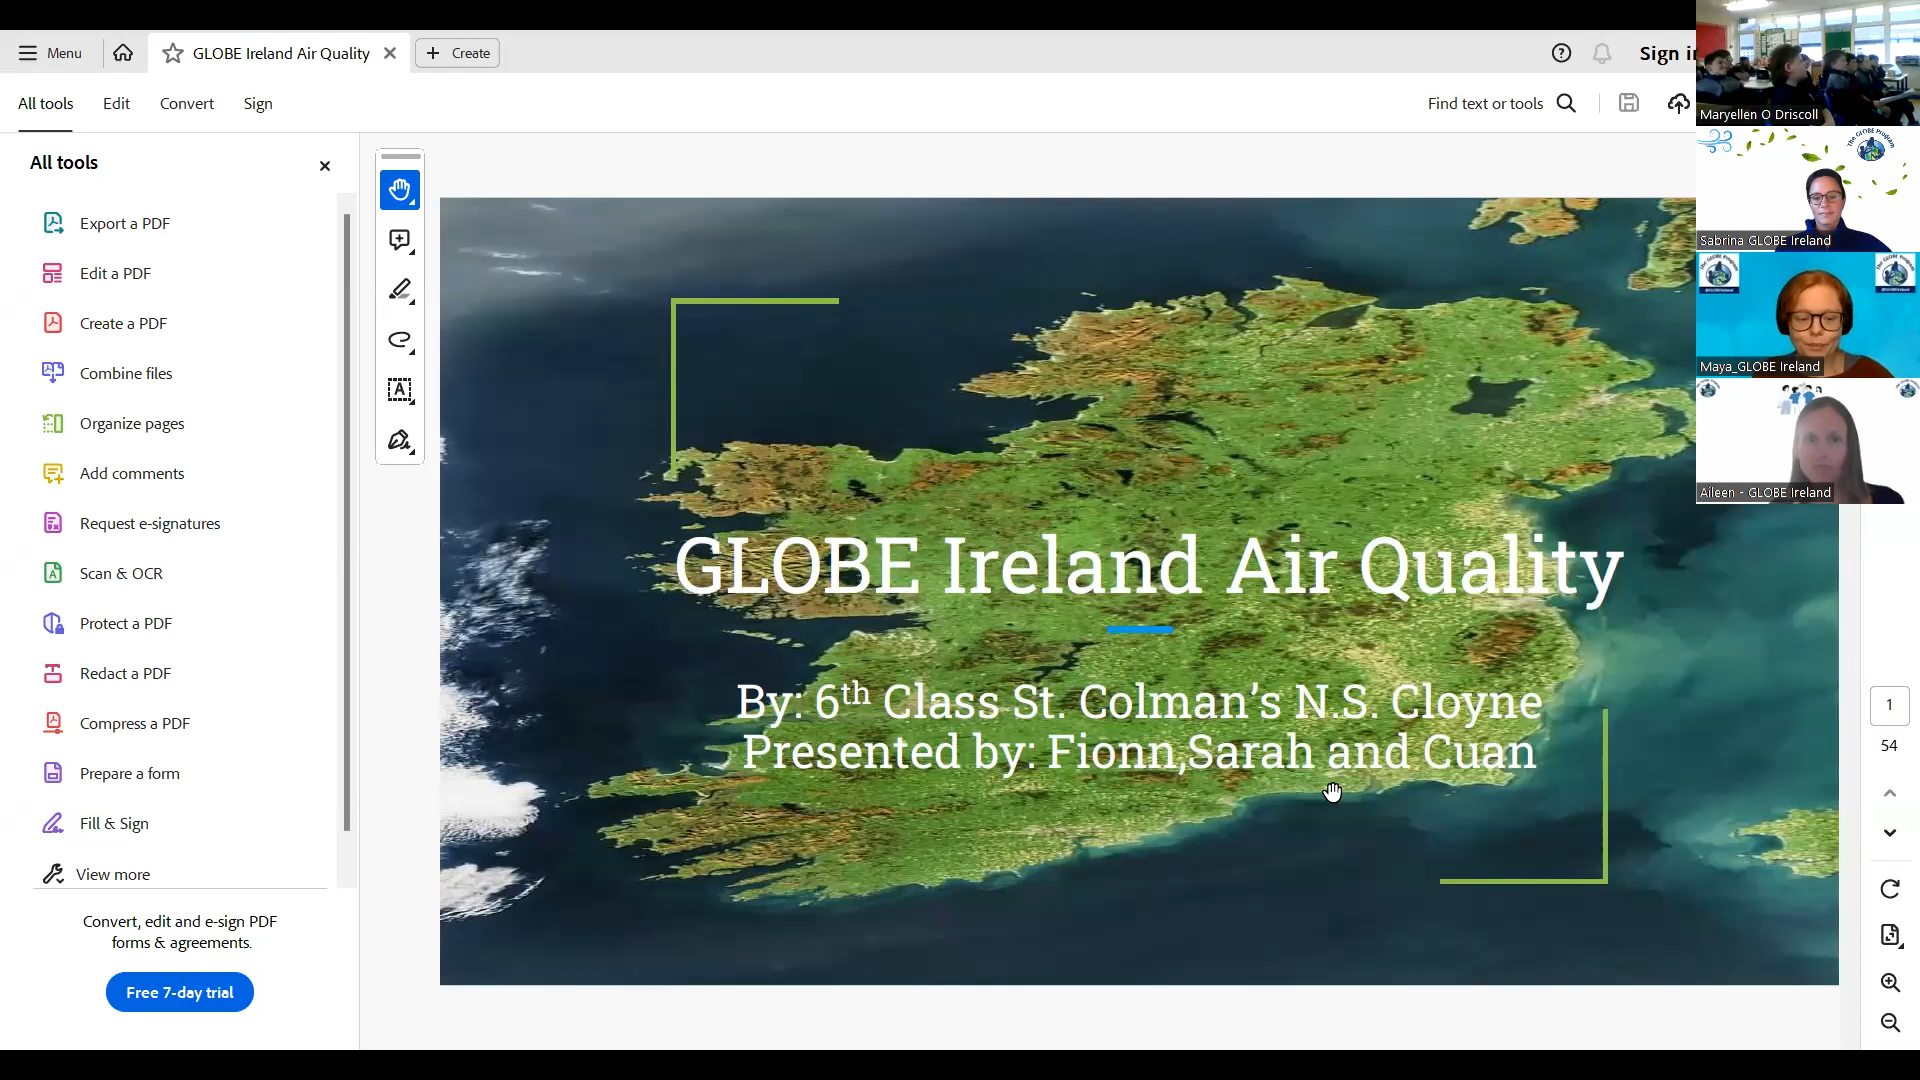 Menu
GLOBE Ireland Air Quality
Create
Sign in
All tools
Edit
Convert
Sign
Find text or tools
All tools
Export a PDF
Edit a PDF
Create a PDF
Combine files
Organize pages
Add comments
Request e-signatures
Scan & OCR
Protect a PDF
Redact a PDF
Compress a PDF
Prepare a form
Fill & Sign
View more
Convert, edit and e-sign PDF
forms & agreements.
Free 7-day trial
GLOBE Ireland Air Quality
By: 6th Class St. Colman's N.S. Cloyne
Presented by: Fionn,Sarah and Cuan
Maryellen O Driscoll
The GLOBE Program
Sabrina GLOBE Ireland
Maya_GLOBE Ireland
Aileen - GLOBE Ireland
1
54